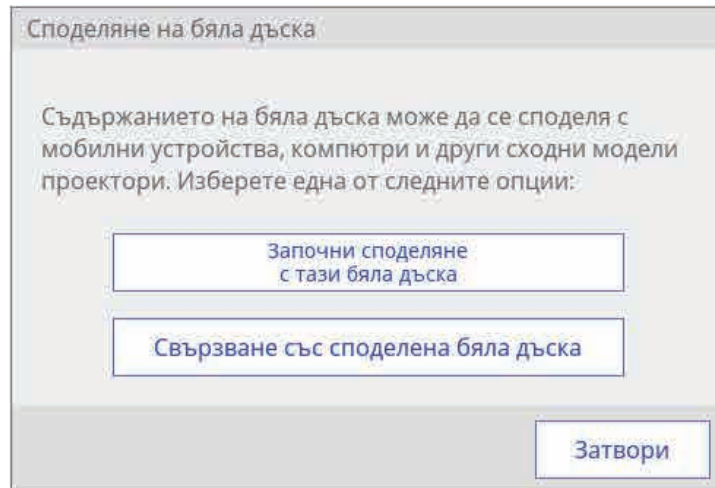 Споделяне на бяла дъска
Съдържанието на бяла дъска може да се споделя с
мобилни устройства, компютри и други сходни модели
проектори. Изберете една от следните опции:
Започни споделяне
с тази бяла дъска
Свързване със споделена бяла дъска
Затвори